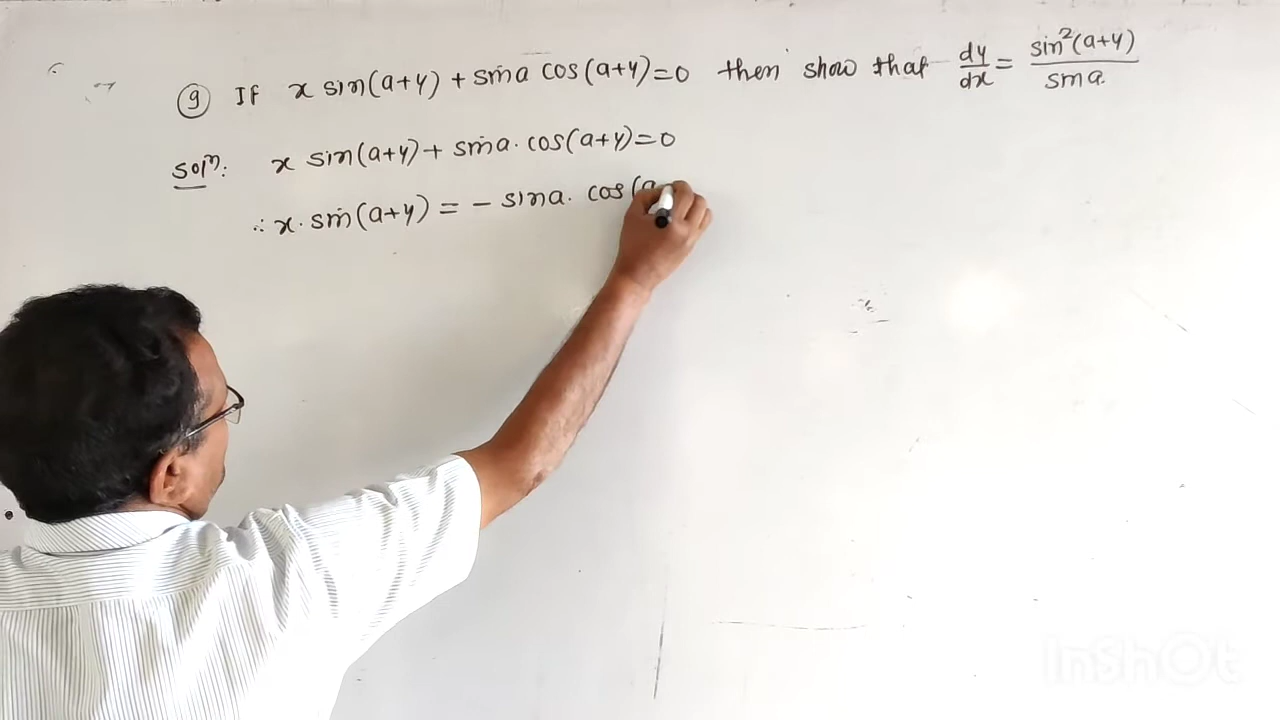 ⑨ If x sin(a+y) + sin a cos(a+y)=0 then show that dy/dx = sin²(a+y)/sin a
Solⁿ: x sin(a+y) + sin a. cos(a+y)=0
∴ x. sin(a+y) = - sin a. cos(a
InShOt